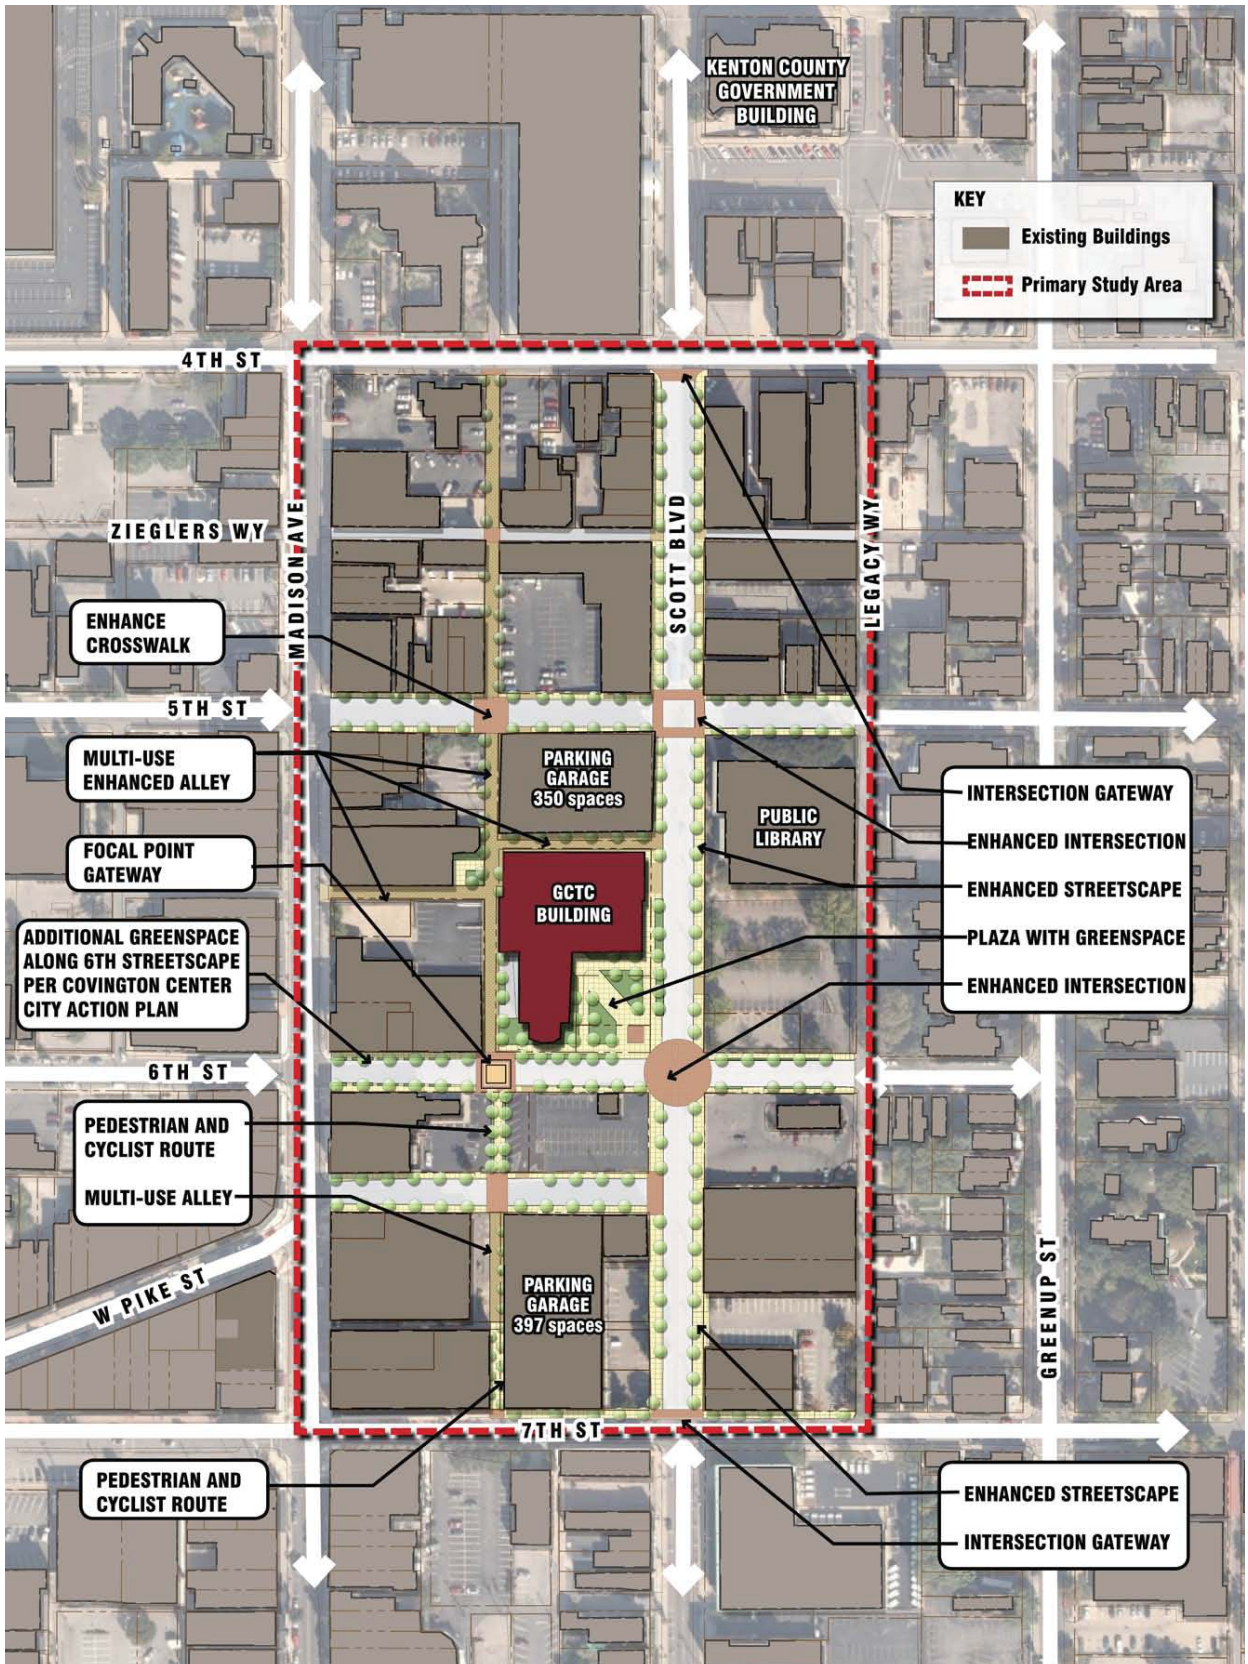 KENTON COUNTY
GOVERNMENT
BUILDING
KEY
Existing Buildings
Primary Study Area
4TH ST
ZIEGLERS WY
MADISON AVE
SCOTT BLVD
LEGACY WY
ENHANCE
CROSSWALK
5TH ST
MULTI-USE
ENHANCED ALLEY
PARKING
GARAGE
350 spaces
PUBLIC
LIBRARY
INTERSECTION GATEWAY
ENHANCED INTERSECTION
ENHANCED STREETSCAPE
PLAZA WITH GREENSPACE
ENHANCED INTERSECTION
FOCAL POINT
GATEWAY
GCTC
BUILDING
ADDITIONAL GREENSPACE
ALONG 6TH STREETSCAPE
PER COVINGTON CENTER
CITY ACTION PLAN
6TH ST
PEDESTRIAN AND
CYCLIST ROUTE
MULTI-USE ALLEY
W PIKE ST
PARKING
GARAGE
397 spaces
GREENUP ST
7TH ST
PEDESTRIAN AND
CYCLIST ROUTE
ENHANCED STREETSCAPE
INTERSECTION GATEWAY